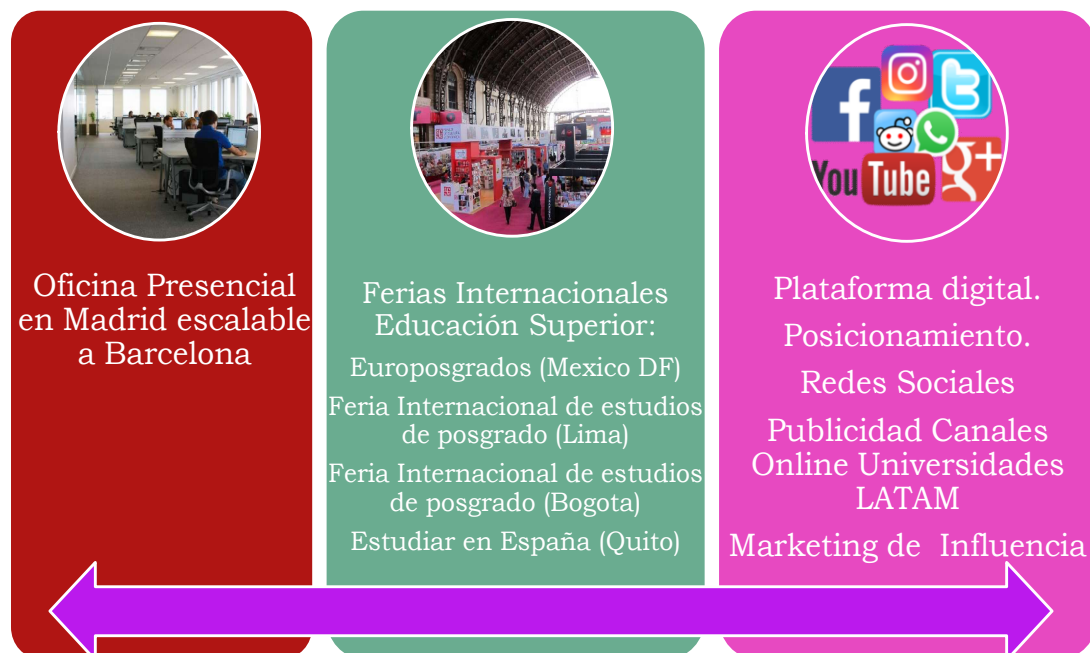 Oficina Presencial
en Madrid escalable
a Barcelona
Ferias Internacionales
Educación Superior:
Europosgrados (Mexico DF)
Feria Internacional de estudios
de posgrado (Lima)
Feria Internacional de estudios
de posgrado (Bogota)
Estudiar en España (Quito)
f
You Tube
g+
Plataforma digital.
Posicionamiento.
Redes Sociales
Publicidad Canales
Online Universidades
LATAM
Marketing de Influencia